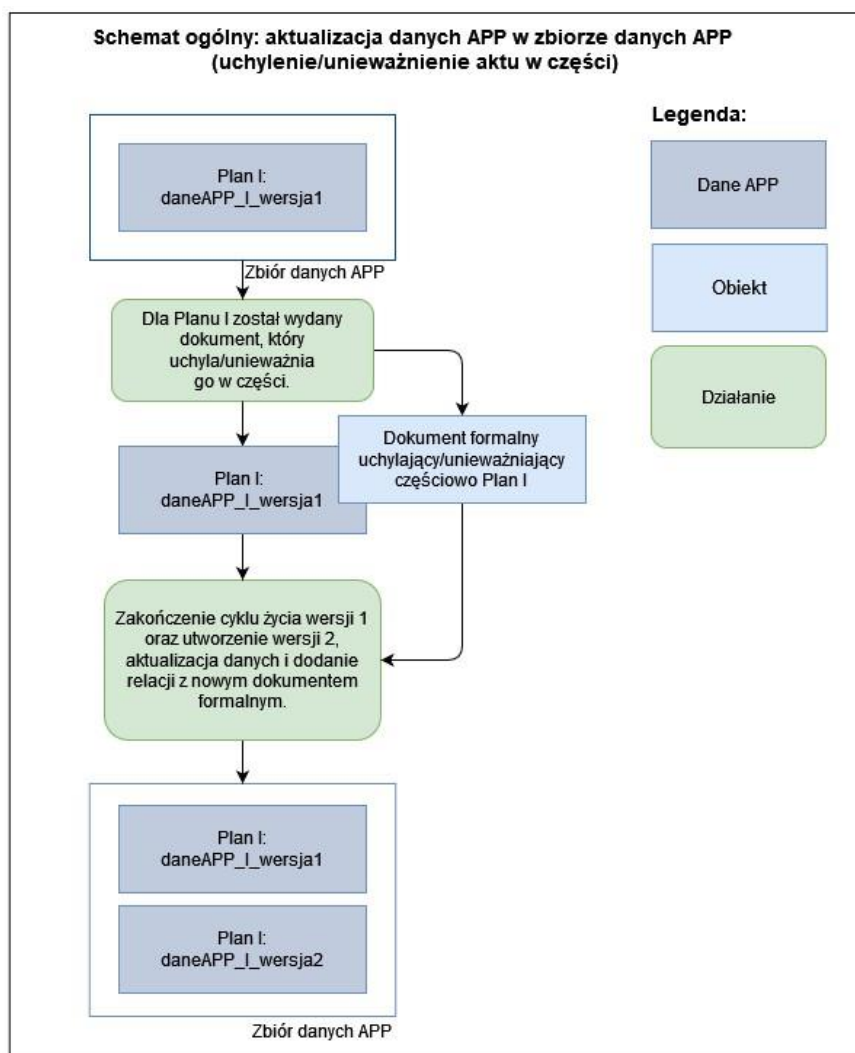 Schemat ogólny: aktualizacja danych APP w zbiorze danych APP
(uchylenie/unieważnienie aktu w części)
Legenda:
Plan I:
daneAPP_I_wersja1
Dane APP
Zbiór danych APP
Obiekt
Dla Planu I został wydany
dokument, który
uchyla/unieważnia
go w części.
Działanie
Dokument formalny
uchylający/unieważniający
częściowo Plan I
Plan I:
daneAPP_I_wersja1
Zakończenie cyklu życia wersji 1
oraz utworzenie wersji 2,
aktualizacja danych i dodanie
relacji z nowym dokumentem
formalnym.
Plan I:
daneAPP_I_wersja1
Plan I:
daneAPP_I_wersja2
Zbiór danych APP